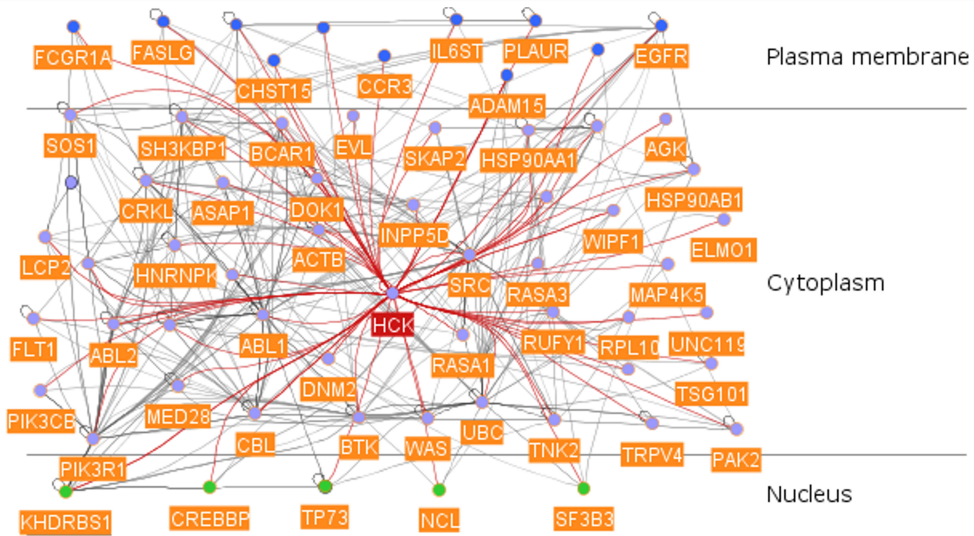 FCGR1A
FASLG
IL6ST
PLAUR
EGFR
Plasma membrane
CHST15
CCR3
ADAM15
SOS1
SH3KBP1
BCAR1
EVL
SKAP2
HSP90AA1
AGK
HSP90AB1
CRKL
ASAP1
DOK1
INPP5D
WIPF1
ELMO1
LCP2
HNRNPK
ACTB
SRC
RASA3
MAP4K5
Cytoplasm
HCK
FLT1
ABL2
ABL1
RASA1
RUFY1
RPL10
UNC119
DNM2
TSG101
PIK3CB
MED28
CBL
BTK
WAS
UBC
TNK2
TRPV4
PAK2
PIK3R1
Nucleus
KHDRBS1
CREBBP
TP73
NCL
SF3B3